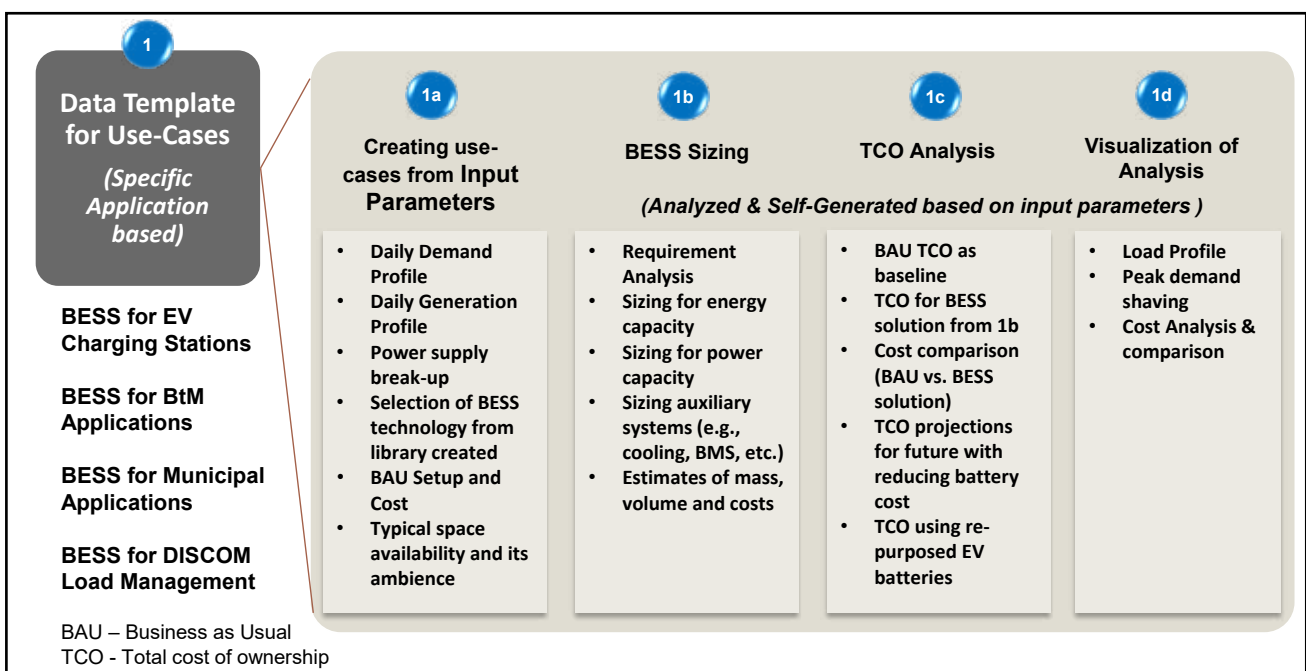 1
Data Template
for Use-Cases
(Specific
Application
based)
BESS for EV
Charging Stations
BESS for BtM
Applications
BESS for Municipal
Applications
BESS for DISCOM
Load Management
BAU – Business as Usual
TCO - Total cost of ownership
1a
Creating use-
cases from Input
Parameters
• Daily Demand
Profile
• Daily Generation
Profile
• Power supply
break-up
• Selection of BESS
technology from
library created
• BAU Setup and
Cost
• Typical space
availability and its
ambience
1b
BESS Sizing
1c
TCO Analysis
1d
Visualization of
Analysis
(Analyzed & Self-Generated based on input parameters )
• Requirement
Analysis
• Sizing for energy
capacity
• Sizing for power
capacity
• Sizing auxiliary
systems (e.g.,
cooling, BMS, etc.)
• Estimates of mass,
volume and costs
• BAU TCO as
baseline
• TCO for BESS
solution from 1b
• Cost comparison
(BAU vs. BESS
solution)
• TCO projections
for future with
reducing battery
cost
• TCO using re-
purposed EV
batteries
• Load Profile
• Peak demand
shaving
• Cost Analysis &
comparison